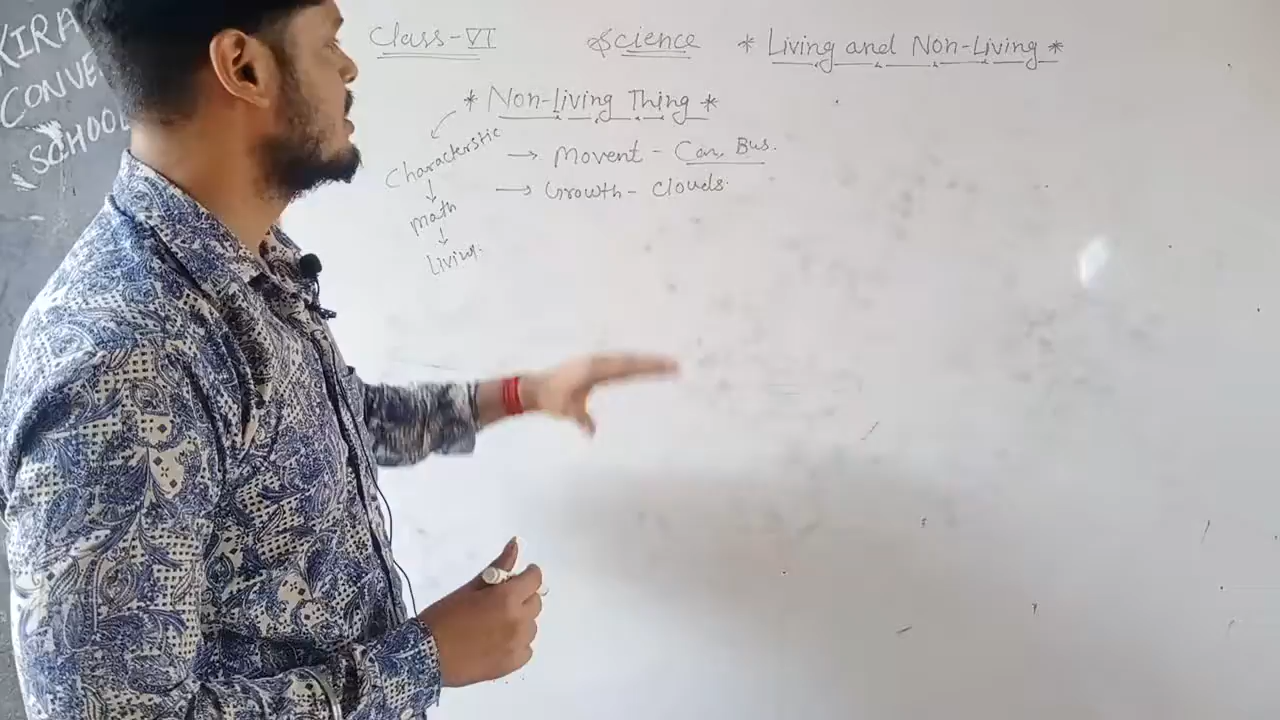 KIRA
CONVE
SCHOOL
Class-VI Science * Living and Non-Living *
* Non-Living Thing *
Characterstic
→ Movent - Car, Bus.
→ Growth - Clouds.
↓
math
↓
Living.